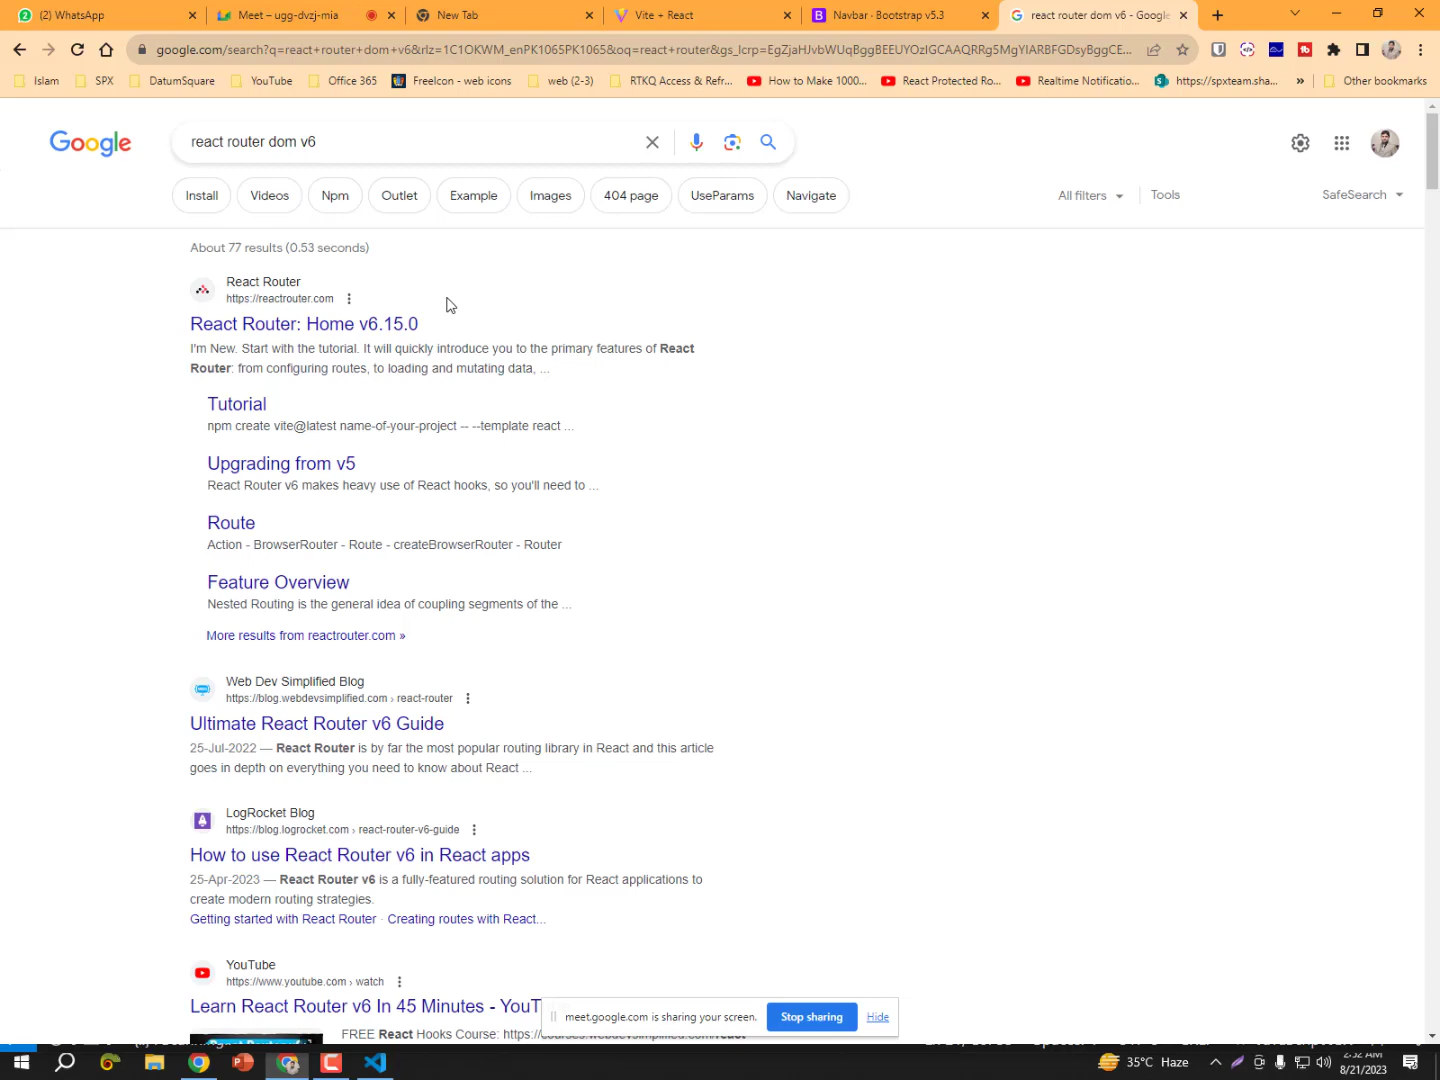 (2) WhatsApp
Meet – ugg-dvzj-mia
New Tab
Vite + React
Navbar · Bootstrap v5.3
react router dom v6 - Google
google.com/search?q=react+router+dom+v6&rlz=1C1OKWM_enPK1065PK1065&oq=react+router&gs_lcrp=EgZjaHJvbWUqBggBEEUYOzIGCAAQRRg5MgYIARBFGDsyBggCE...
Islam
SPX
DatumSquare
YouTube
Office 365
FreeIcon - web icons
web (2-3)
RTKQ Access & Refr...
How to Make 1000...
React Protected Ro...
Realtime Notificatio...
https://spxteam.sha...
»
Other bookmarks
Google
react router dom v6
Install
Videos
Npm
Outlet
Example
Images
404 page
UseParams
Navigate
All filters
Tools
SafeSearch
About 77 results (0.53 seconds)
React Router
https://reactrouter.com
React Router: Home v6.15.0
I'm New. Start with the tutorial. It will quickly introduce you to the primary features of React
Router: from configuring routes, to loading and mutating data, ...
Tutorial
npm create vite@latest name-of-your-project -- --template react ...
Upgrading from v5
React Router v6 makes heavy use of React hooks, so you'll need to ...
Route
Action - BrowserRouter - Route - createBrowserRouter - Router
Feature Overview
Nested Routing is the general idea of coupling segments of the ...
More results from reactrouter.com »
Web Dev Simplified Blog
https://blog.webdevsimplified.com › react-router
Ultimate React Router v6 Guide
25-Jul-2022 — React Router is by far the most popular routing library in React and this article
goes in depth on everything you need to know about React ...
LogRocket Blog
https://blog.logrocket.com › react-router-v6-guide
How to use React Router v6 in React apps
25-Apr-2023 — React Router v6 is a fully-featured routing solution for React applications to
create modern routing strategies.
Getting started with React Router · Creating routes with React...
YouTube
https://www.youtube.com › watch
Learn React Router v6 In 45 Minutes - YouT
FREE React Hooks Course: https://courses.webdevsimplified.com/react
meet.google.com is sharing your screen.
Stop sharing
Hide
35°C Haze
2:32 AM
8/21/2023